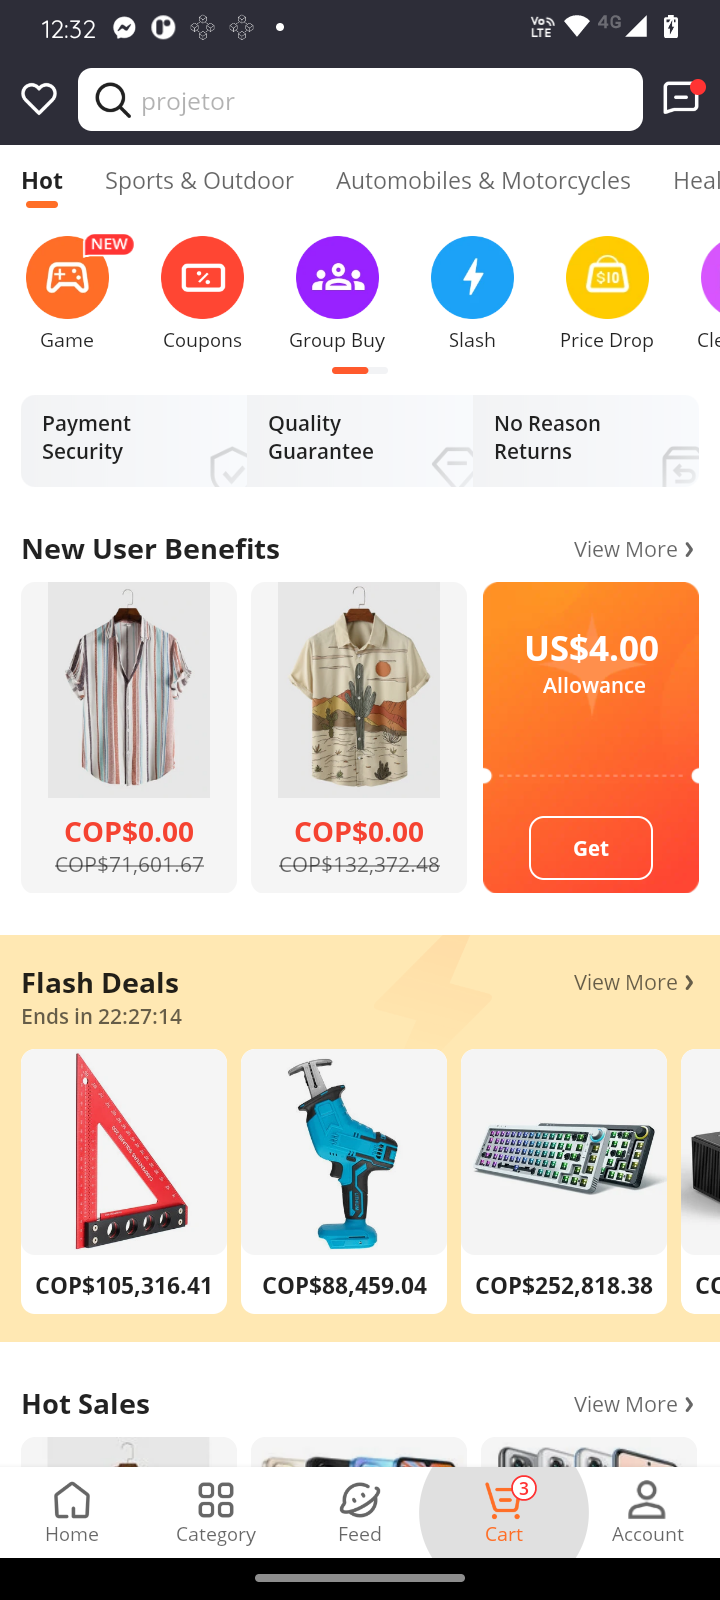 12:32
Vo LTE 4G
projetor
Hot Sports & Outdoor Automobiles & Motorcycles Heal
NEW
Game Coupons Group Buy Slash Price Drop Cle
$10
Payment Security
Quality Guarantee
No Reason Returns
New User Benefits View More
US$4.00
Allowance
COP$0.00 COP$0.00
COP$71,601.67 COP$132,372.48
Get
Flash Deals View More
Ends in 22:27:14
COP$105,316.41 COP$88,459.04 COP$252,818.38 CO
Hot Sales View More
3
Home Category Feed Cart Account